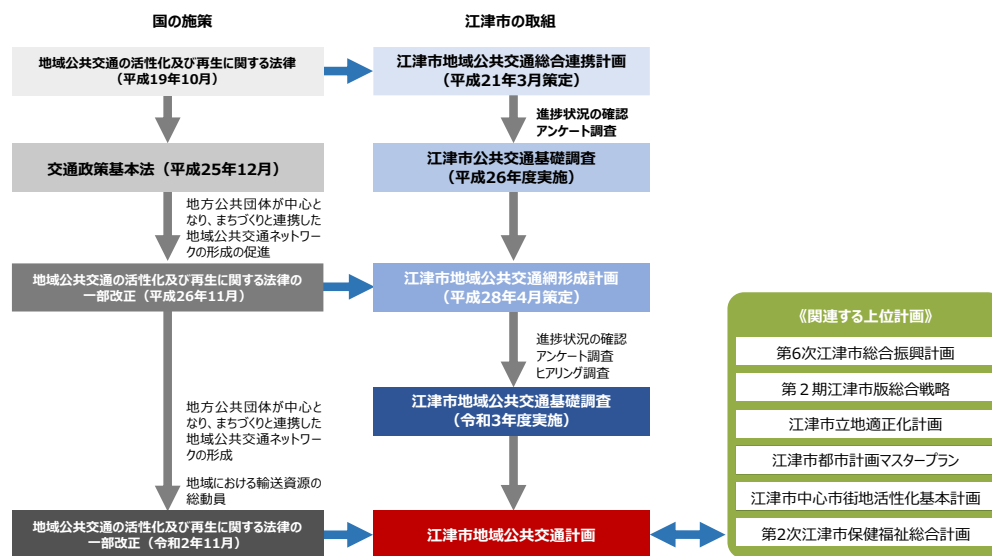 国の施策
江津市の取組
地域公共交通の活性化及び再生に関する法律
（平成19年10月）
江津市地域公共交通総合連携計画
（平成21年3月策定）
進捗状況の確認
アンケート調査
交通政策基本法（平成25年12月）
江津市公共交通基礎調査
（平成26年度実施）
地方公共団体が中心と
なり、まちづくりと連携した
地域公共交通ネットワー
クの形成の促進
地域公共交通の活性化及び再生に関する法律の
一部改正（平成26年11月）
江津市地域公共交通網形成計画
（平成28年4月策定）
進捗状況の確認
アンケート調査
ヒアリング調査
江津市地域公共交通基礎調査
（令和3年度実施）
地方公共団体が中心と
なり、まちづくりと連携した
地域公共交通ネットワー
クの形成
地域における輸送資源の
総動員
地域公共交通の活性化及び再生に関する法律の
一部改正（令和2年11月）
江津市地域公共交通計画
《関連する上位計画》
第6次江津市総合振興計画
第２期江津市版総合戦略
江津市立地適正化計画
江津市都市計画マスタープラン
江津市中心市街地活性化基本計画
第2次江津市保健福祉総合計画